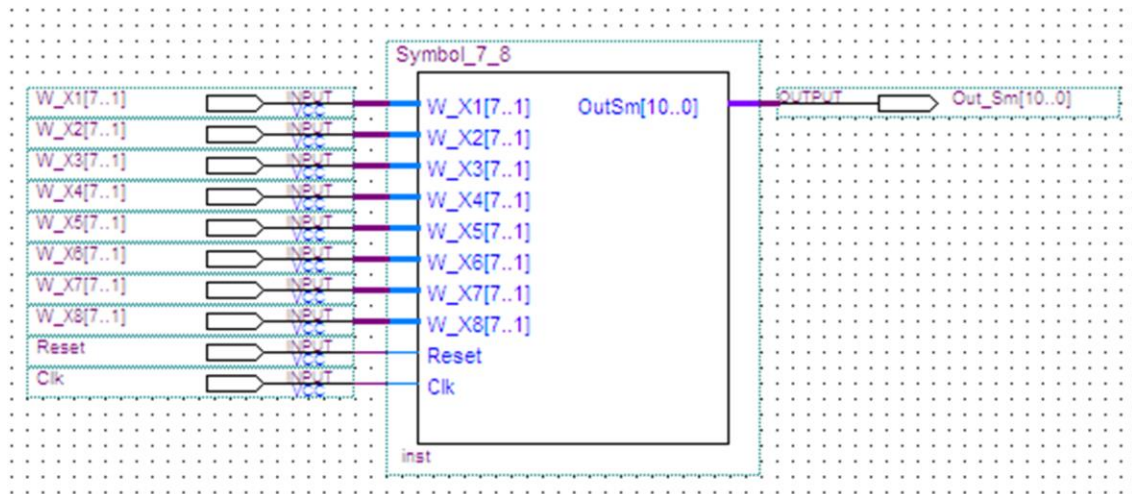 Symbol_7_8
W_X1[7..1] INPUT VCC W_X1[7..1] OutSm[10..0] OUTPUT Out_Sm[10..0]
W_X2[7..1] INPUT VCC W_X2[7..1]
W_X3[7..1] INPUT VCC W_X3[7..1]
W_X4[7..1] INPUT VCC W_X4[7..1]
W_X5[7..1] INPUT VCC W_X5[7..1]
W_X6[7..1] INPUT VCC W_X6[7..1]
W_X7[7..1] INPUT VCC W_X7[7..1]
W_X8[7..1] INPUT VCC W_X8[7..1]
Reset INPUT VCC Reset
Clk INPUT VCC Clk
inst